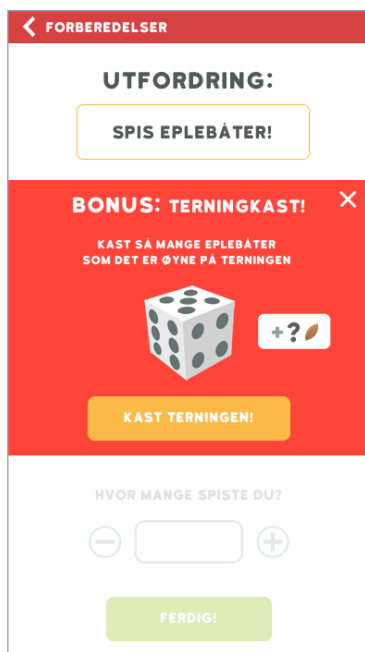 FORBEREDELSER
UTFORDRING:
SPIS EPLEBÅTER!
BONUS: TERNINGKAST!
KAST SÅ MANGE EPLEBÅTER
SOM DET ER ØYNE PÅ TERNINGEN
+?
KAST TERNINGEN!
HVOR MANGE SPISTE DU?
FERDIG!